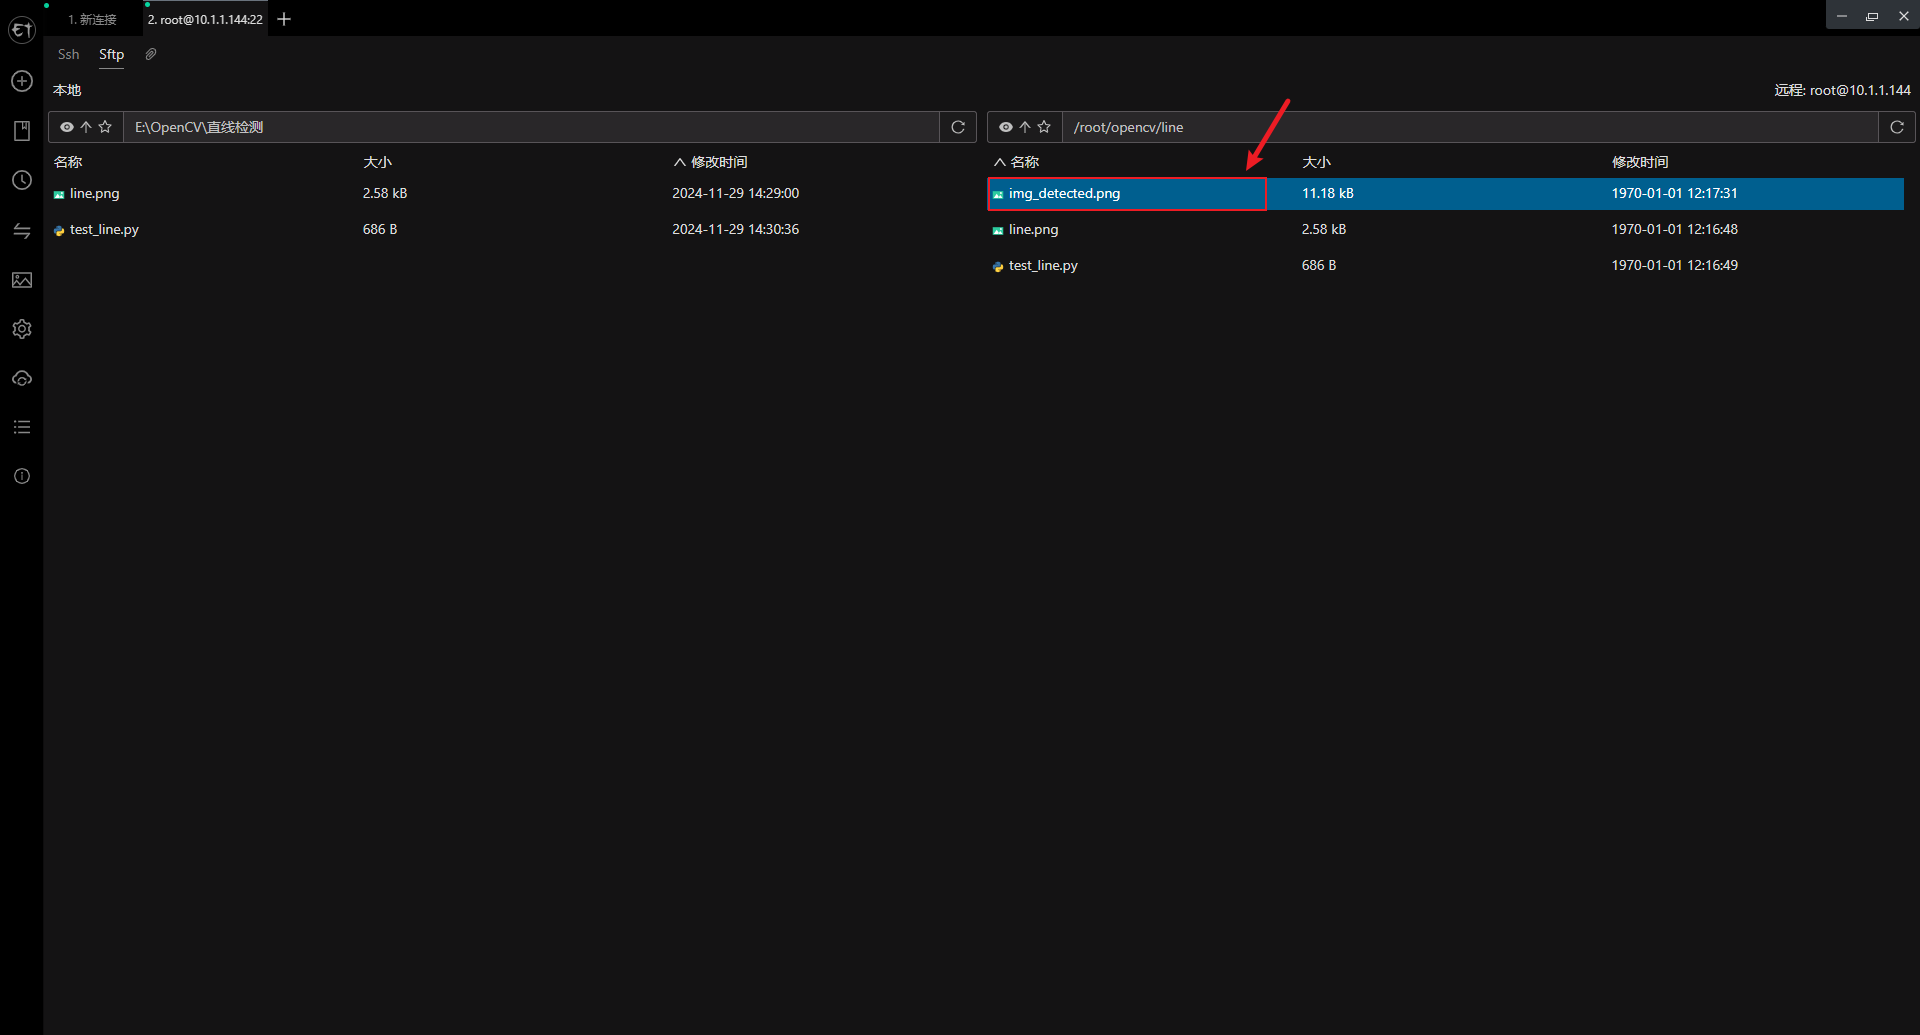 1. 新连接
2. root@10.1.1.144:22
Ssh Sftp
本地
远程: root@10.1.1.144
E:\OpenCV\直线检测
/root/opencv/line
名称 大小 修改时间
line.png 2.58 kB 2024-11-29 14:29:00
test_line.py 686 B 2024-11-29 14:30:36
名称 大小 修改时间
img_detected.png 11.18 kB 1970-01-01 12:17:31
line.png 2.58 kB 1970-01-01 12:16:48
test_line.py 686 B 1970-01-01 12:16:49